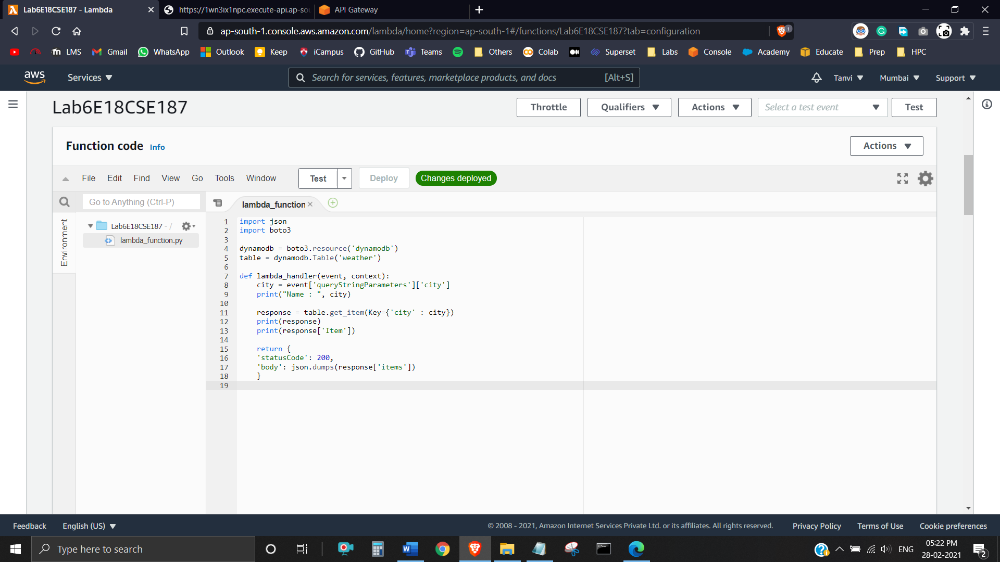 Lab6E18CSE187 - Lambda
https://1wn3ix1npc.execute-api.ap-sou
API Gateway
ap-south-1.console.aws.amazon.com/lambda/home?region=ap-south-1#/functions/Lab6E18CSE187?tab=configuration
1
LMS Gmail WhatsApp Outlook Keep iCampus GitHub Teams Others Colab Superset Labs Console Academy Educate Prep HPC
aws Services Search for services, features, marketplace products, and docs [Alt+S] Tanvi Mumbai Support
Lab6E18CSE187 Throttle Qualifiers Actions Select a test event Test
Function code Info Actions
File Edit Find View Go Tools Window Test Deploy Changes deployed
Go to Anything (Ctrl-P) lambda_function
Environment
Lab6E18CSE187 - /
lambda_function.py
1 import json
2 import boto3
3
4 dynamodb = boto3.resource('dynamodb')
5 table = dynamodb.Table('weather')
6
7 def lambda_handler(event, context):
8 city = event['queryStringParameters']['city']
9 print("Name : ", city)
10
11 response = table.get_item(Key={'city' : city})
12 print(response)
13 print(response['Item'])
14
15 return {
16 'statusCode': 200,
17 'body': json.dumps(response['items'])
18 }
19
Feedback English (US) © 2008 - 2021, Amazon Internet Services Private Ltd. or its affiliates. All rights reserved. Privacy Policy Terms of Use Cookie preferences
Type here to search
ENG
05:22 PM
28-02-2021
2